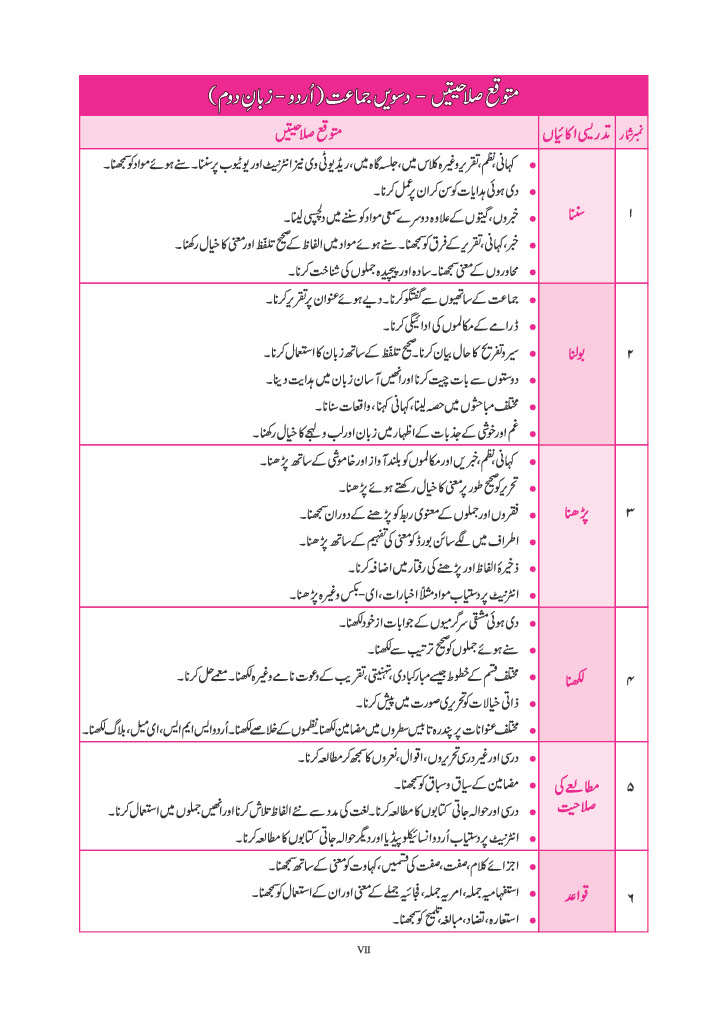 متوقع صلاحیتیں - دسویں جماعت (اُردو - زبانِ دوم)
نمبرشمار تدریسی اکائیاں متوقع صلاحیتیں
۱ سننا
• کہانی، نظم، تقریر وغیرہ کلاس میں، جلسہ گاہ میں، ریڈیو ٹی وی نیز انٹرنیٹ اور یوٹیوب پر سننا۔ سنے ہوئے مواد کو سمجھنا۔
• دی ہوئی ہدایات کو سن کر ان پر عمل کرنا۔
• خبروں، گیتوں کے علاوہ دوسرے سمعی مواد کو سننے میں دلچسپی لینا۔
• خبر، کہانی، تقریر کے فرق کو سمجھنا۔ سنے ہوئے مواد میں الفاظ کے صحیح تلفّظ اور معنی کا خیال رکھنا۔
• محاوروں کے معنی سمجھنا۔ سادہ اور پیچیدہ جملوں کی شناخت کرنا۔
۲ بولنا
• جماعت کے ساتھیوں سے گفتگو کرنا۔ دیے ہوئے عنوان پر تقریر کرنا۔
• ڈرامے کے مکالموں کی ادائیگی کرنا۔
• سیر و تفریح کا حال بیان کرنا۔ صحیح تلفّظ کے ساتھ زبان کا استعمال کرنا۔
• دوستوں سے بات چیت کرنا اور انھیں آسان زبان میں ہدایت دینا۔
• مختلف مباحثوں میں حصہ لینا، کہانی کہنا، واقعات سنانا۔
• غم اور خوشی کے جذبات کے اظہار میں زبان اور لب و لہجے کا خیال رکھنا۔
۳ پڑھنا
• کہانی، نظم، خبریں اور مکالموں کو بلند آواز اور خاموشی کے ساتھ پڑھنا۔
• تحریر کو صحیح طور پر معنی کا خیال رکھتے ہوئے پڑھنا۔
• فقروں اور جملوں کے معنوی ربط کو پڑھنے کے دوران سمجھنا۔
• اطراف میں لگے سائن بورڈ کو معنی کی تفہیم کے ساتھ پڑھنا۔
• ذخیرۂ الفاظ اور پڑھنے کی رفتار میں اضافہ کرنا۔
• انٹرنیٹ پر دستیاب مواد مثلاً اخبارات، ای-بکس وغیرہ پڑھنا۔
۴ لکھنا
• دی ہوئی مشقی سرگرمیوں کے جوابات از خود لکھنا۔
• سنے ہوئے جملوں کو صحیح ترتیب سے لکھنا۔
• مختلف قسم کے خطوط جیسے مبارکبادی، تہنیتی، تقریب کے دعوت نامے وغیرہ لکھنا۔ معمے حل کرنا۔
• ذاتی خیالات کو تحریری صورت میں پیش کرنا۔
• مختلف عنوانات پر پندرہ تا بیس سطروں میں مضامین لکھنا۔ نظموں کے خلاصے لکھنا۔ اُردو ایس ایم ایس، ای میل، بلاگ لکھنا۔
۵ مطالعے کی
صلاحیت
• درسی اور غیر درسی تحریروں، اقوال، نعروں کا سمجھ کر مطالعہ کرنا۔
• مضامین کے سیاق و سباق کو سمجھنا۔
• درسی اور حوالہ جاتی کتابوں کا مطالعہ کرنا۔ لغت کی مدد سے نئے الفاظ تلاش کرنا اور انھیں جملوں میں استعمال کرنا۔
• انٹرنیٹ پر دستیاب اُردو انسائیکلوپیڈیا اور دیگر حوالہ جاتی کتابوں کا مطالعہ کرنا۔
۶ قواعد
• اجزائے کلام، صفت، صفت کی قسمیں، کہاوت کو معنی کے ساتھ سمجھنا۔
• استفہامیہ جملہ، امریہ جملہ، فجائیہ جملے کے معنی اور ان کے استعمال کو سمجھنا۔
• استعارہ، تضاد، مبالغہ، تلمیح کو سمجھنا۔
VII